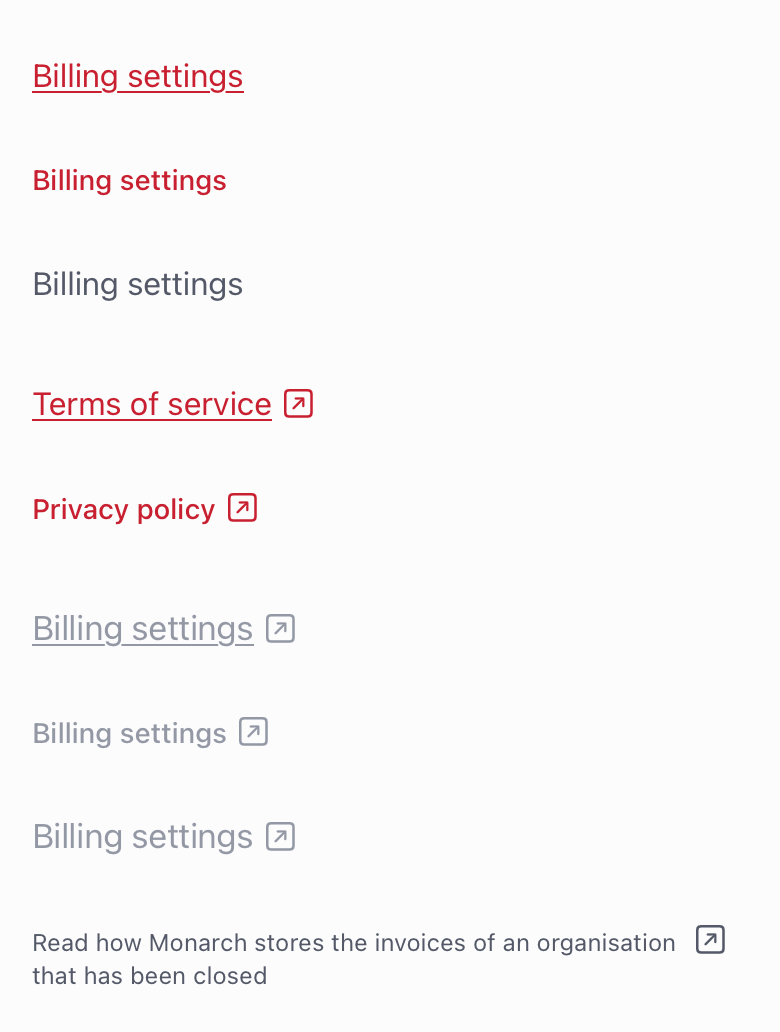 Billing settings
Billing settings
Billing settings
Terms of service
Privacy policy
Billing settings
Billing settings
Billing settings
Read how Monarch stores the invoices of an organisation
that has been closed